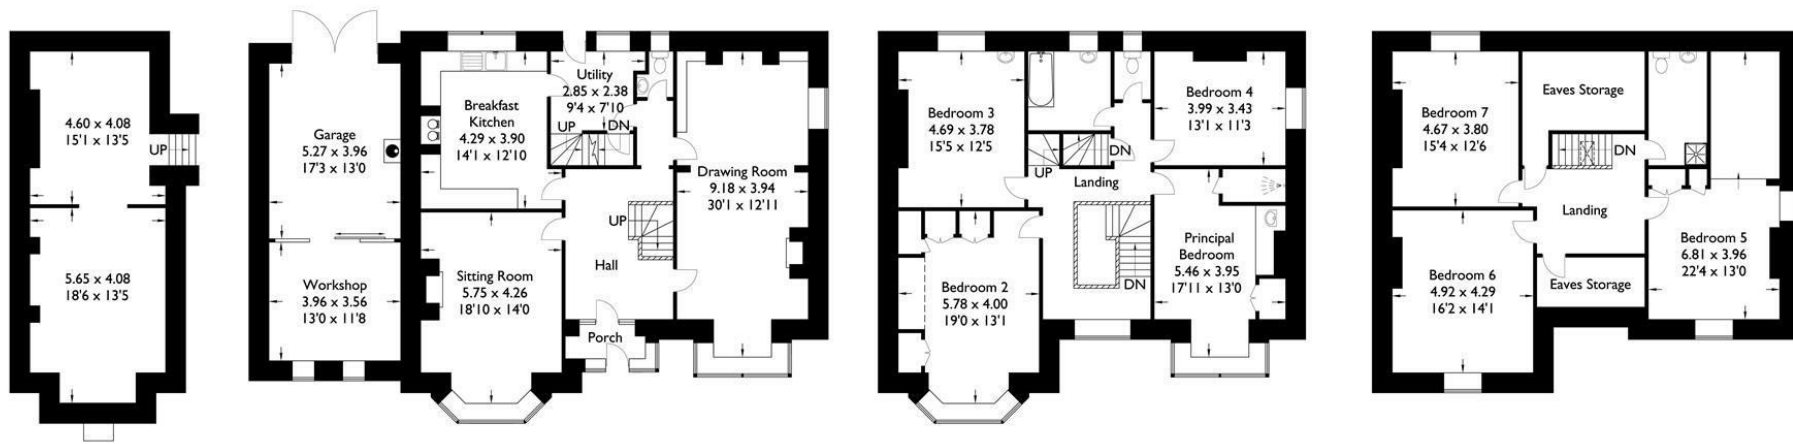 4.60 x 4.08
15'1 x 13'5
UP
5.65 x 4.08
18'6 x 13'5
Garage
5.27 x 3.96
17'3 x 13'0
Workshop
3.96 x 3.56
13'0 x 11'8
Breakfast
Kitchen
4.29 x 3.90
14'1 x 12'10
Utility
2.85 x 2.38
9'4 x 7'10
UP
DN
Sitting Room
5.75 x 4.26
18'10 x 14'0
UP
Hall
Porch
Drawing Room
9.18 x 3.94
30'1 x 12'11
Bedroom 3
4.69 x 3.78
15'5 x 12'5
UP
DN
Landing
Bedroom 4
3.99 x 3.43
13'1 x 11'3
Bedroom 2
5.78 x 4.00
19'0 x 13'1
DN
Principal
Bedroom
5.46 x 3.95
17'11 x 13'0
Bedroom 7
4.67 x 3.80
15'4 x 12'6
Eaves Storage
DN
Landing
Bedroom 6
4.92 x 4.29
16'2 x 14'1
Eaves Storage
Bedroom 5
6.81 x 3.96
22'4 x 13'0